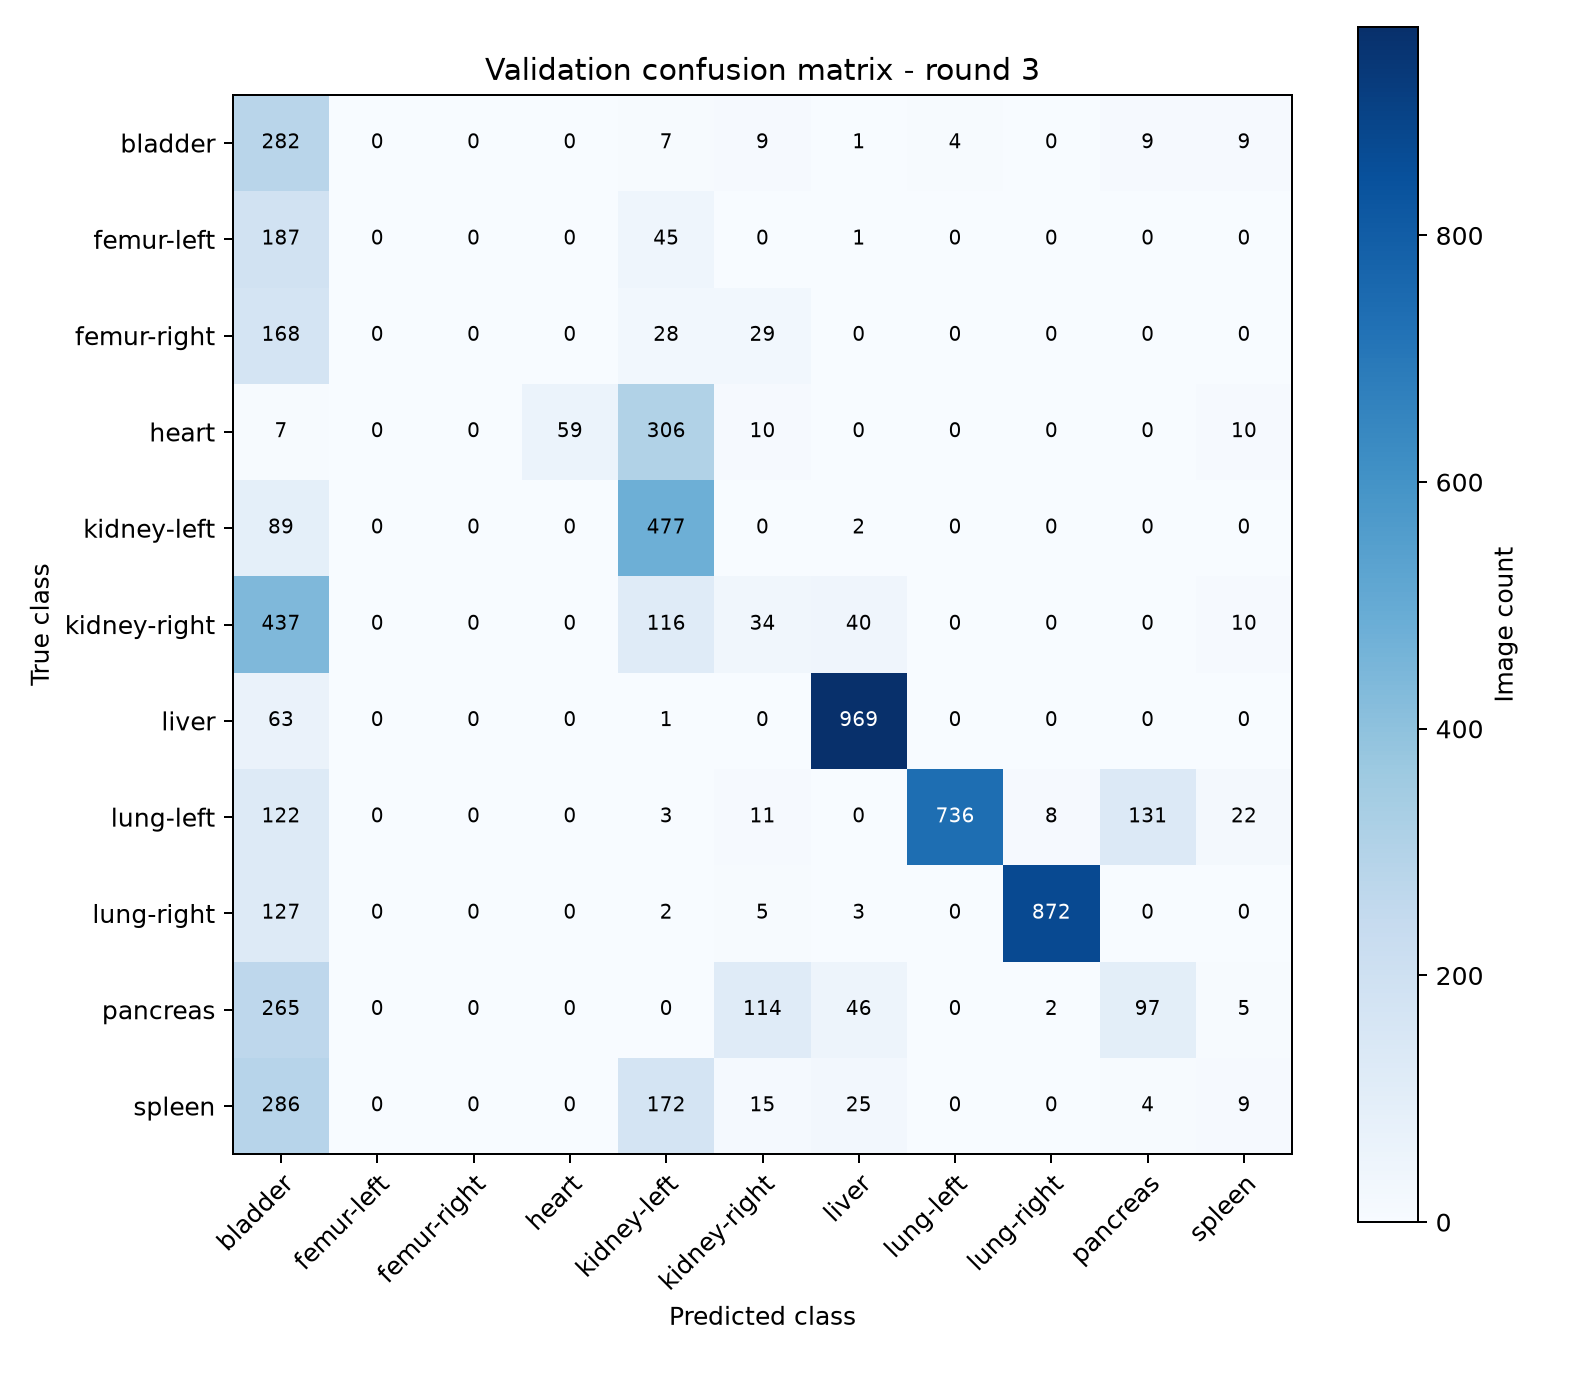 Validation confusion matrix - round 3
bladder 282 0 0 0 7 9 1 4 0 9 9
femur-left 187 0 0 0 45 0 1 0 0 0 0
femur-right 168 0 0 0 28 29 0 0 0 0 0
heart 7 0 0 59 306 10 0 0 0 0 10
kidney-left 89 0 0 0 477 0 2 0 0 0 0
kidney-right 437 0 0 0 116 34 40 0 0 0 10
liver 63 0 0 0 1 0 969 0 0 0 0
lung-left 122 0 0 0 3 11 0 736 8 131 22
lung-right 127 0 0 0 2 5 3 0 872 0 0
pancreas 265 0 0 0 0 114 46 0 2 97 5
spleen 286 0 0 0 172 15 25 0 0 4 9
True class
bladder femur-left femur-right heart kidney-left kidney-right liver lung-left lung-right pancreas spleen
Predicted class
800
600
400
200
0
Image count